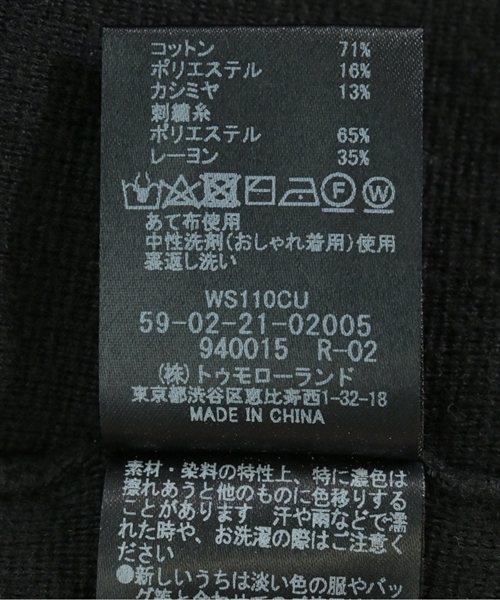 コットン 71%
ポリエステル 16%
カシミヤ 13%
刺繍糸
ポリエステル 65%
レーヨン 35%
F W
あて布使用
中性洗剤(おしゃれ着用)使用
裏返し洗い
WS110CU
59-02-21-02005
940015 R-02
(株)トゥモローランド
東京都渋谷区恵比寿西1-32-18
MADE IN CHINA
素材・染料の特性上、特に濃色は
擦れあうと他のものに色移りする
ことがあります 汗や雨などで濡
れた時や、お洗濯の際はご注意く
ださい
●新しいうちは淡い色の服やバッ
グ等と合わせ